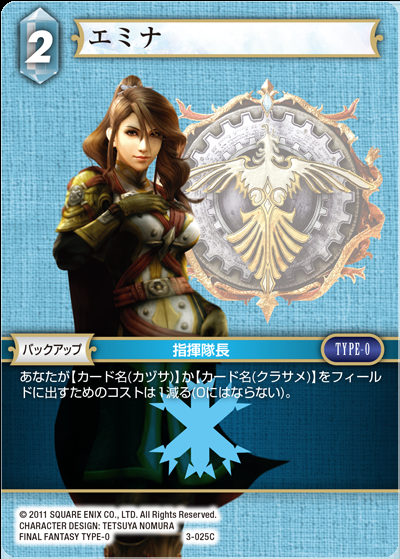 2
エミナ
バックアップ
指揮隊長
TYPE-0
あなたが【カード名(カヅサ)】か【カード名(クラサメ)】をフィール
ドに出すためのコストは1減る(0にはならない)。
© 2011 SQUARE ENIX CO., LTD. All Rights Reserved.
CHARACTER DESIGN: TETSUYA NOMURA
FINAL FANTASY TYPE-0
3-025C